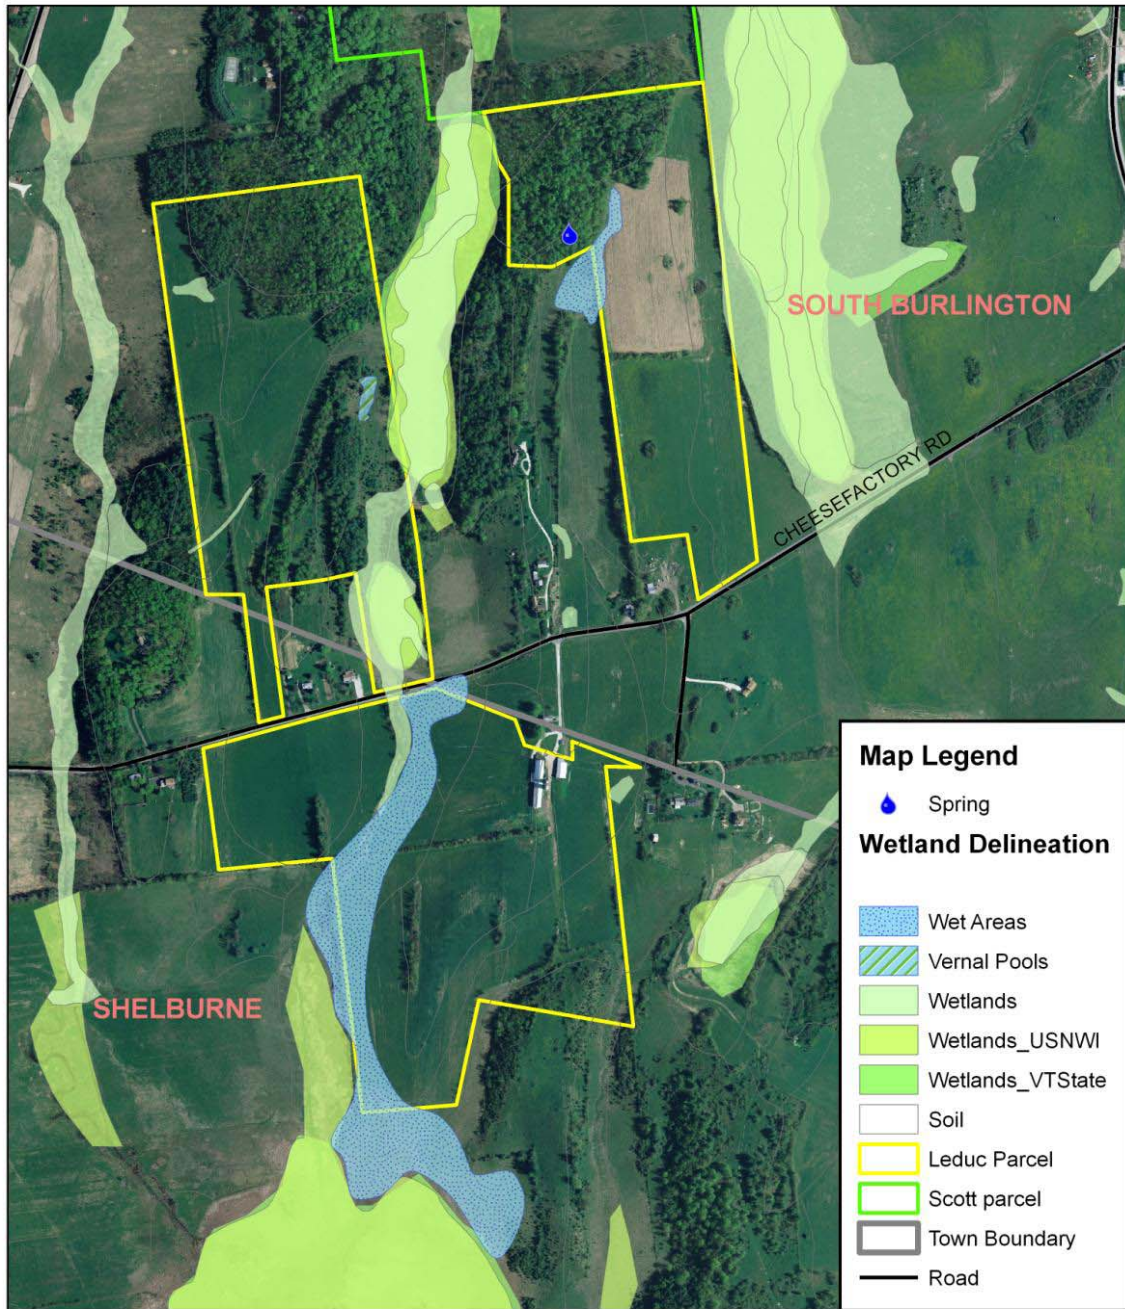 SOUTH BURLINGTON
CHEESEFACTORY RD
SHELBURNE
Map Legend
Spring
Wetland Delineation
Wet Areas
Vernal Pools
Wetlands
Wetlands_USNWI
Wetlands_VTState
Soil
Leduc Parcel
Scott parcel
Town Boundary
Road